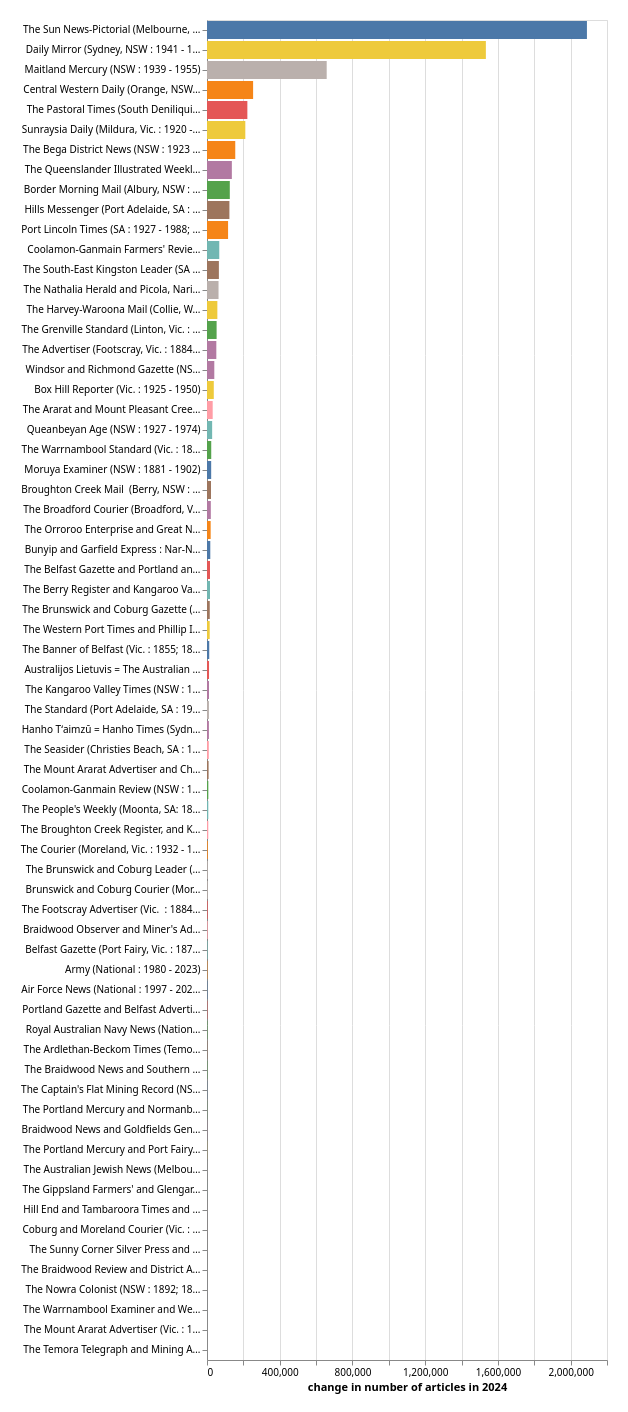 The Sun News-Pictorial (Melbourne, ...
Daily Mirror (Sydney, NSW : 1941 - 1...
Maitland Mercury (NSW : 1939 - 1955)
Central Western Daily (Orange, NSW...
The Pastoral Times (South Deniliqui...
Sunraysia Daily (Mildura, Vic. : 1920 -...
The Bega District News (NSW : 1923 ...
The Queenslander Illustrated Weekl...
Border Morning Mail (Albury, NSW : ...
Hills Messenger (Port Adelaide, SA : ...
Port Lincoln Times (SA : 1927 - 1988; ...
Coolamon-Ganmain Farmers' Revie...
The South-East Kingston Leader (SA ...
The Nathalia Herald and Picola, Nari...
The Harvey-Waroona Mail (Collie, W...
The Grenville Standard (Linton, Vic. : ...
The Advertiser (Footscray, Vic. : 1884...
Windsor and Richmond Gazette (NS...
Box Hill Reporter (Vic. : 1925 - 1950)
The Ararat and Mount Pleasant Cree...
Queanbeyan Age (NSW : 1927 - 1974)
The Warrnambool Standard (Vic. : 18...
Moruya Examiner (NSW : 1881 - 1902)
Broughton Creek Mail  (Berry, NSW : ...
The Broadford Courier (Broadford, V...
The Orroroo Enterprise and Great N...
Bunyip and Garfield Express : Nar-N...
The Belfast Gazette and Portland an...
The Berry Register and Kangaroo Va...
The Brunswick and Coburg Gazette (...
The Western Port Times and Phillip I...
The Banner of Belfast (Vic. : 1855; 18...
Australijos Lietuvis = The Australian ...
The Kangaroo Valley Times (NSW : 1...
The Standard (Port Adelaide, SA : 19...
Hanho T'aimzŭ = Hanho Times (Sydn...
The Seasider (Christies Beach, SA : 1...
The Mount Ararat Advertiser and Ch...
Coolamon-Ganmain Review (NSW : 1...
The People's Weekly (Moonta, SA: 18...
The Broughton Creek Register, and K...
The Courier (Moreland, Vic. : 1932 - 1...
The Brunswick and Coburg Leader (...
Brunswick and Coburg Courier (Mor...
The Footscray Advertiser (Vic.  : 1884...
Braidwood Observer and Miner's Ad...
Belfast Gazette (Port Fairy, Vic. : 187...
Army (National : 1980 - 2023)
Air Force News (National : 1997 - 202...
Portland Gazette and Belfast Adverti...
Royal Australian Navy News (Nation...
The Ardlethan-Beckom Times (Temo...
The Braidwood News and Southern ...
The Captain's Flat Mining Record (NS...
The Portland Mercury and Normanb...
Braidwood News and Goldfields Gen...
The Portland Mercury and Port Fairy...
The Australian Jewish News (Melbou...
The Gippsland Farmers' and Glengar...
Hill End and Tambaroora Times and ...
Coburg and Moreland Courier (Vic. : ...
The Sunny Corner Silver Press and ...
The Braidwood Review and District A...
The Nowra Colonist (NSW : 1892; 18...
The Warrnambool Examiner and We...
The Mount Ararat Advertiser (Vic. : 1...
The Temora Telegraph and Mining A...
0 400,000 800,000 1,200,000 1,600,000 2,000,000
change in number of articles in 2024